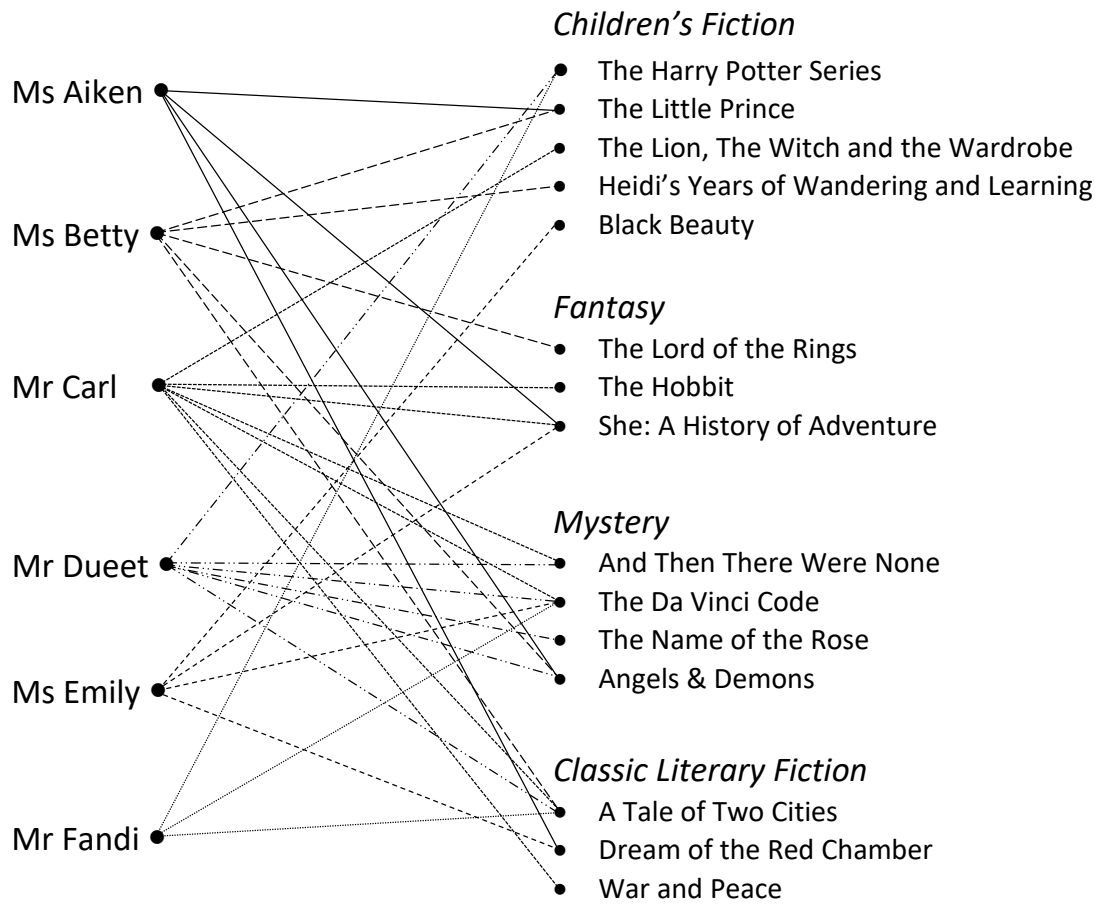 Children's Fiction
Ms Aiken
The Harry Potter Series
The Little Prince
The Lion, The Witch and the Wardrobe
Heidi's Years of Wandering and Learning
Ms Betty
Black Beauty
Fantasy
The Lord of the Rings
Mr Carl
The Hobbit
She: A History of Adventure
Mystery
Mr Dueet
And Then There Were None
The Da Vinci Code
The Name of the Rose
Ms Emily
Angels & Demons
Classic Literary Fiction
A Tale of Two Cities
Mr Fandi
Dream of the Red Chamber
War and Peace